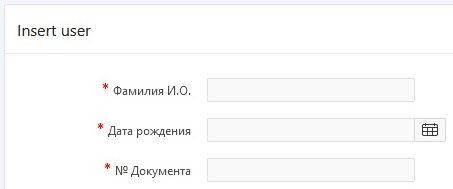 Insert user
* Фамилия И.О.
* Дата рождения
* № Документа